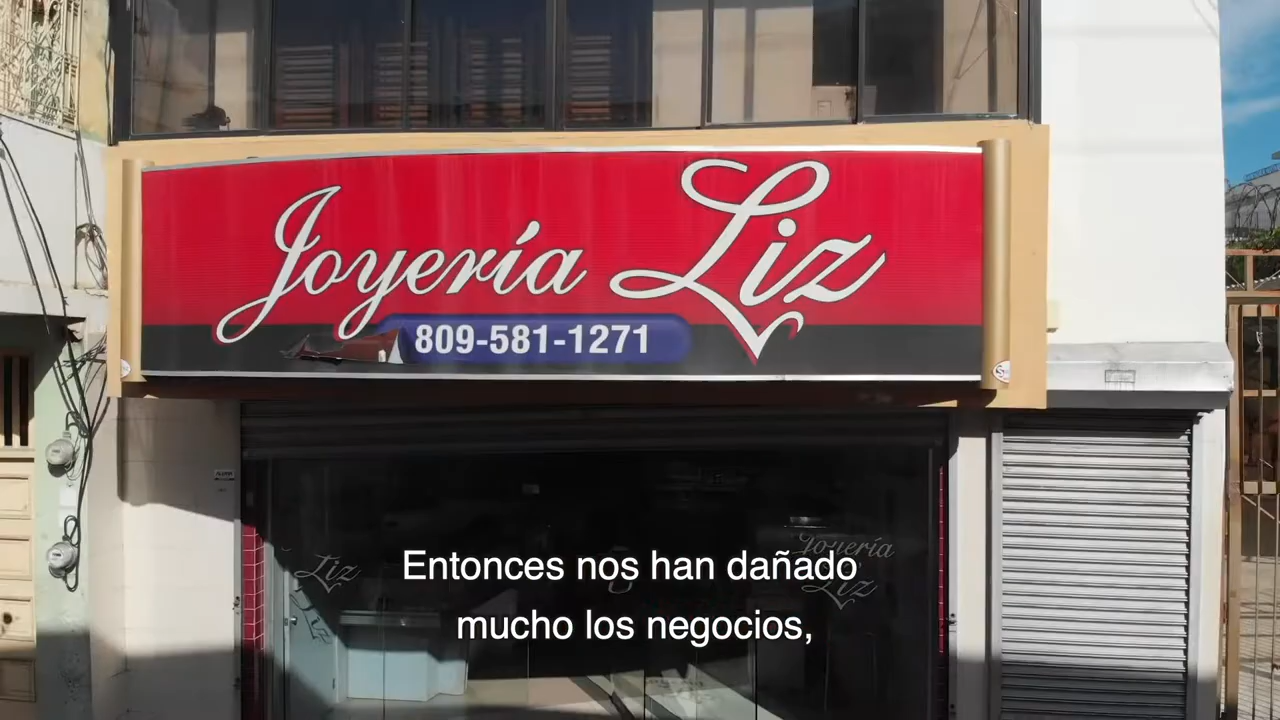 Joyería Liz
809-581-1271
Liz
Joyería
Liz
Entonces nos han dañado
mucho los negocios,